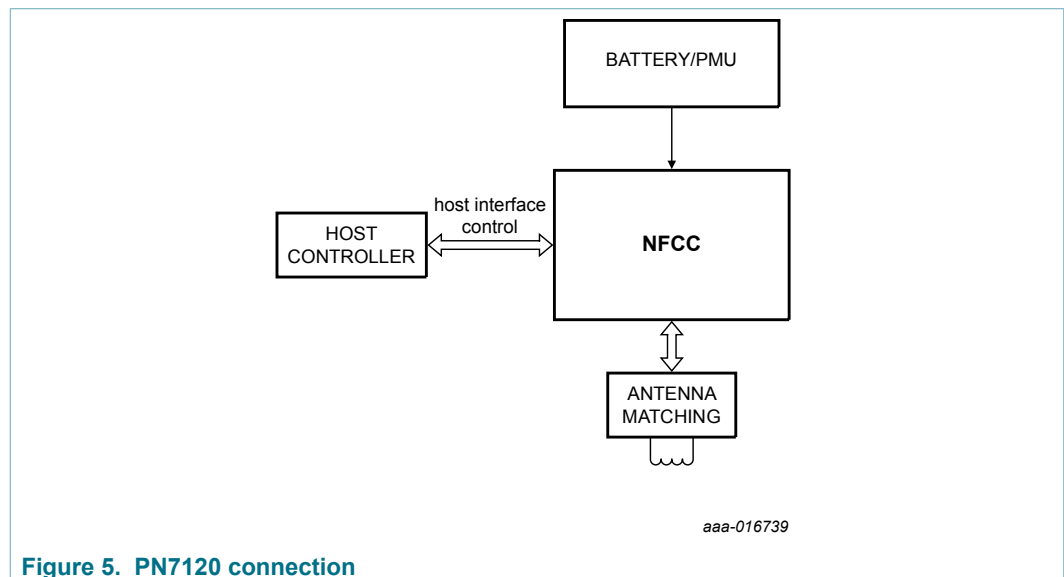 BATTERY/PMU
host interface
control
HOST
CONTROLLER
NFCC
ANTENNA
MATCHING
aaa-016739
Figure 5. PN7120 connection